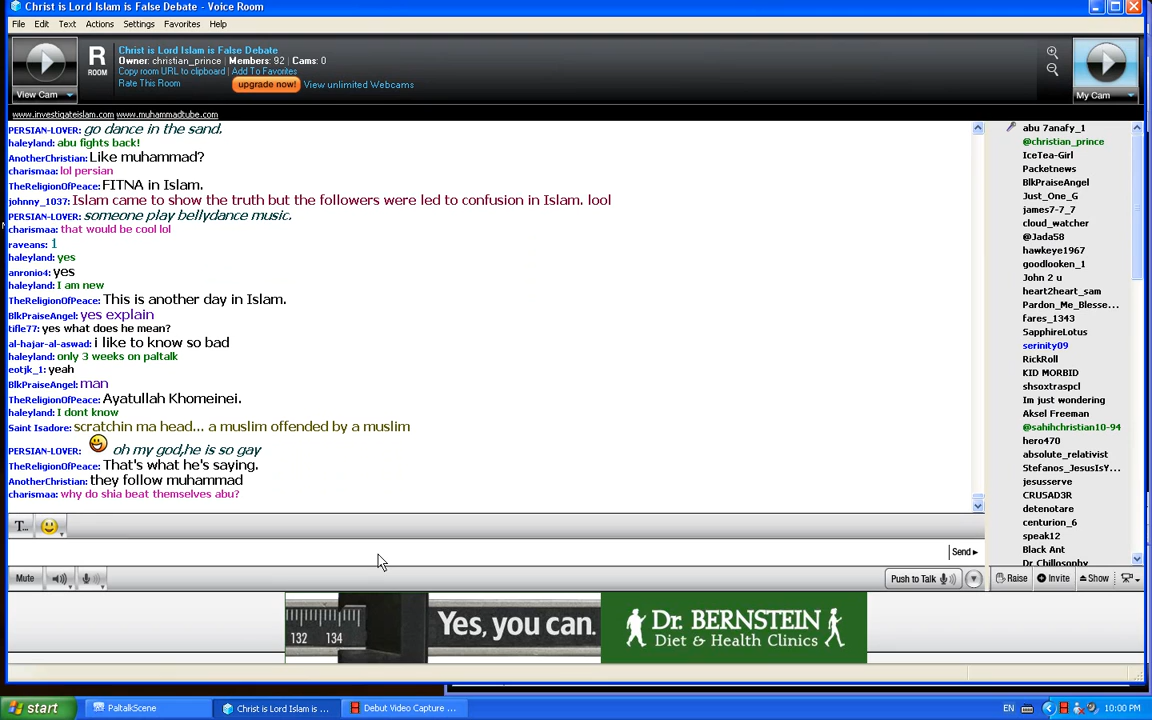 Christ is Lord Islam is False Debate - Voice Room
File Edit Text Actions Settings Favorites Help
View Cam
R
ROOM
Christ is Lord Islam is False Debate
Owner: christian_prince | Members: 92 | Cams: 0
Copy room URL to clipboard | Add To Favorites
Rate This Room
upgrade now! View unlimited Webcams
My Cam
www.investigateislam.com www.muhammadtube.com
PERSIAN-LOVER: go dance in the sand.
haleyland: abu fights back!
AnotherChristian: Like muhammad?
charismaa: lol persian
TheReligionOfPeace: FITNA in Islam.
johnny_1037: Islam came to show the truth but the followers were led to confusion in Islam. lool
PERSIAN-LOVER: someone play bellydance music.
charismaa: that would be cool lol
raveans: 1
haleyland: yes
anronio4: yes
haleyland: I am new
TheReligionOfPeace: This is another day in Islam.
BlkPraiseAngel: yes explain
tifle77: yes what does he mean?
al-hajar-al-aswad: i like to know so bad
haleyland: only 3 weeks on paltalk
eotjk_1: yeah
BlkPraiseAngel: man
TheReligionOfPeace: Ayatullah Khomeinei.
haleyland: I dont know
Saint Isadore: scratchin ma head... a muslim offended by a muslim
PERSIAN-LOVER: oh my god,he is so gay
TheReligionOfPeace: That's what he's saying.
AnotherChristian: they follow muhammad
charismaa: why do shia beat themselves abu?
abu 7anafy_1
@christian_prince
IceTea-Girl
Packetnews
BlkPraiseAngel
Just_One_G
james7-7_7
cloud_watcher
@Jada58
hawkeye1967
goodlooken_1
John 2 u
heart2heart_sam
Pardon_Me_Blesse...
fares_1343
SapphireLotus
serinity09
RickRoll
KID MORBID
shsoxtraspcl
Im just wondering
Aksel Freeman
@sahihchristian10-94
hero470
absolute_relativist
Stefanos_JesusIsY...
jesusserve
CRUSAD3R
detenotare
centurion_6
speak12
Black Ant
Dr Chillosophy
T...
Send
Mute
Push to Talk
Raise Invite Show
132 134
Yes, you can.
Dr. BERNSTEIN
Diet & Health Clinics
start PaltalkScene Christ is Lord Islam is ... Debut Video Capture ... EN 10:00 PM